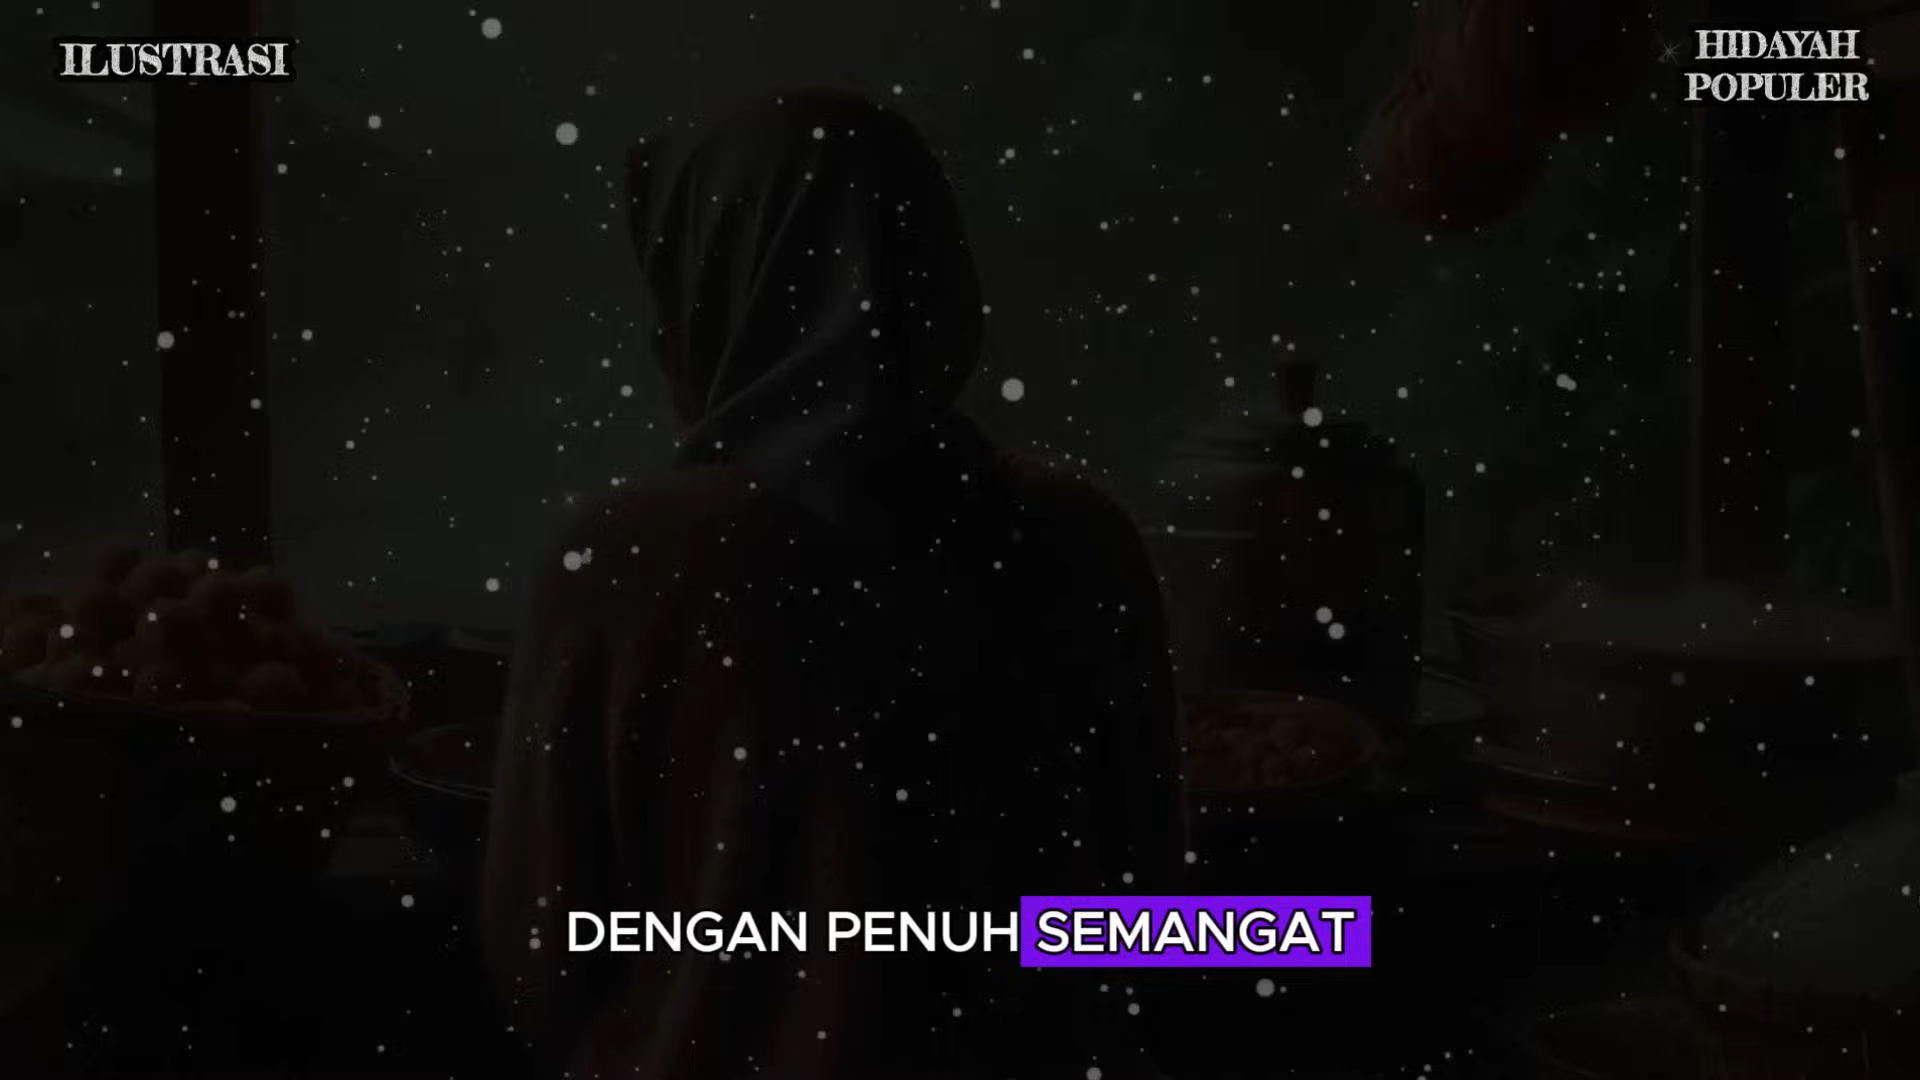 ILUSTRASI
HIDAYAH
POPULER
DENGAN PENUH SEMANGAT